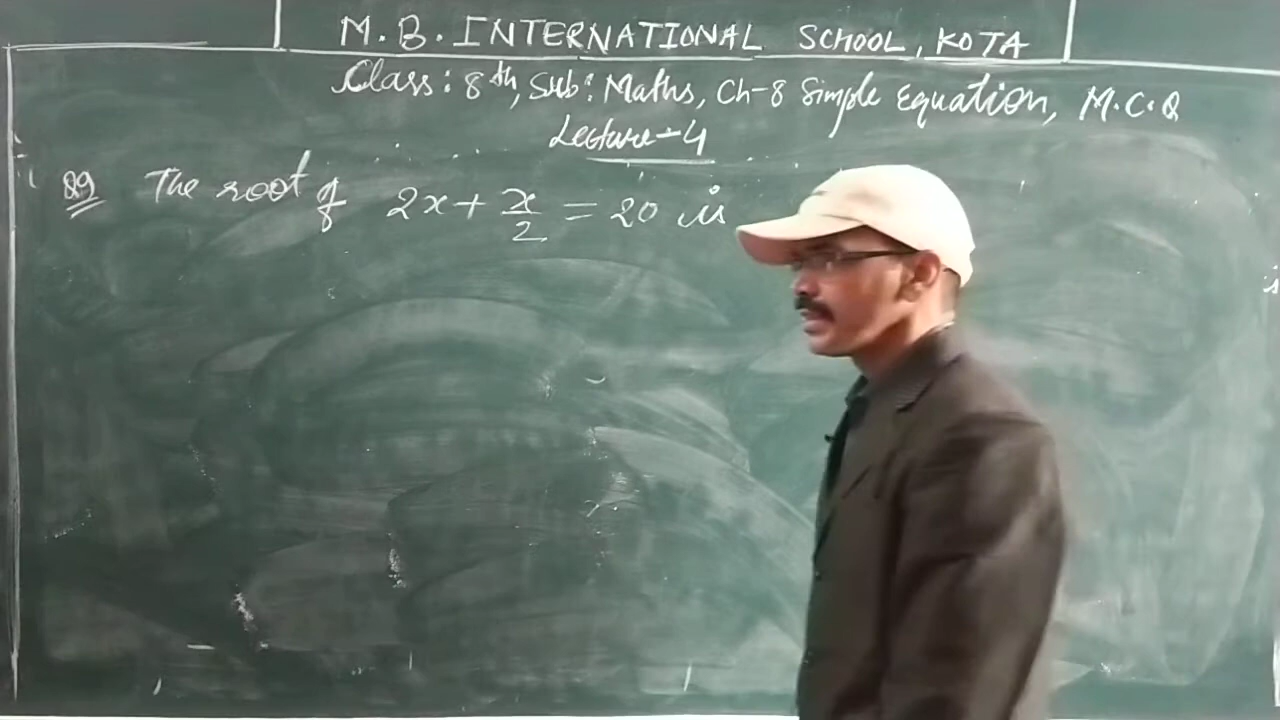 M.B. INTERNATIONAL SCHOOL, KOTA
Class: 8th, Sub: Maths, Ch-8 Simple Equation, M.C.Q
Lecture-4
Q9 The root of 2x + x/2 = 20 is